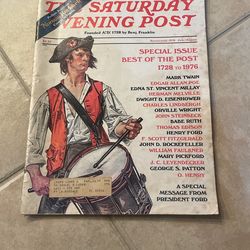 THE SATURDAY
EVENING POST
Founded A°D¹ 1728 by Benj. Franklin
SPECIAL ISSUE
BEST OF THE POST
1728 to 1976
MARK TWAIN
EDGAR ALLAN POE
EDNA ST. VINCENT MILLAY
HERMAN MELVILLE
DWIGHT D. EISENHOWER
CHARLES LINDBERGH
ORVILLE WRIGHT
JOHN STEINBECK
BABE RUTH
THOMAS EDISON
HENRY FORD
F. SCOTT FITZGERALD
JOHN D. ROCKEFELLER
WILLIAM FAULKNER
MARY PICKFORD
J. C. LEYENDECKER
GEORGE S. PATTON
O. HENRY
A SPECIAL
MESSAGE FROM
PRESIDENT FORD